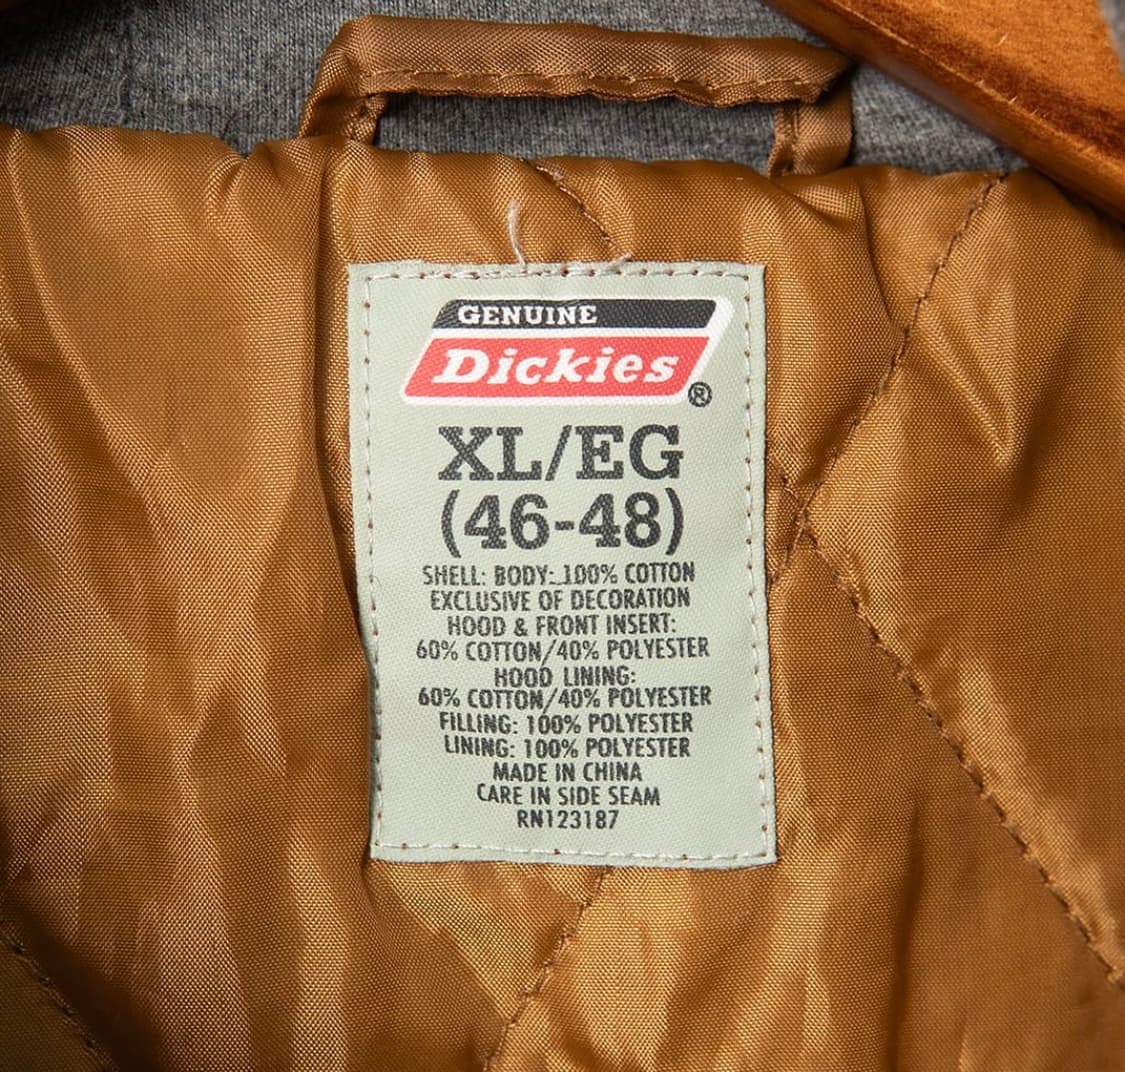 GENUINE
Dickies®
XL/EG
(46-48)
SHELL: BODY: 100% COTTON
EXCLUSIVE OF DECORATION
HOOD & FRONT INSERT:
60% COTTON/40% POLYESTER
HOOD LINING:
60% COTTON/40% POLYESTER
FILLING: 100% POLYESTER
LINING: 100% POLYESTER
MADE IN CHINA
CARE IN SIDE SEAM
RN123187